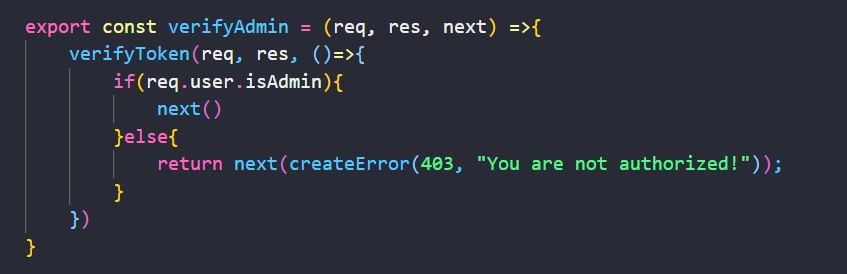 export const verifyAdmin = (req, res, next) =>{
    verifyToken(req, res, ()=>{
        if(req.user.isAdmin){
            next()
        }else{
            return next(createError(403, "You are not authorized!"));
        }
    })
}